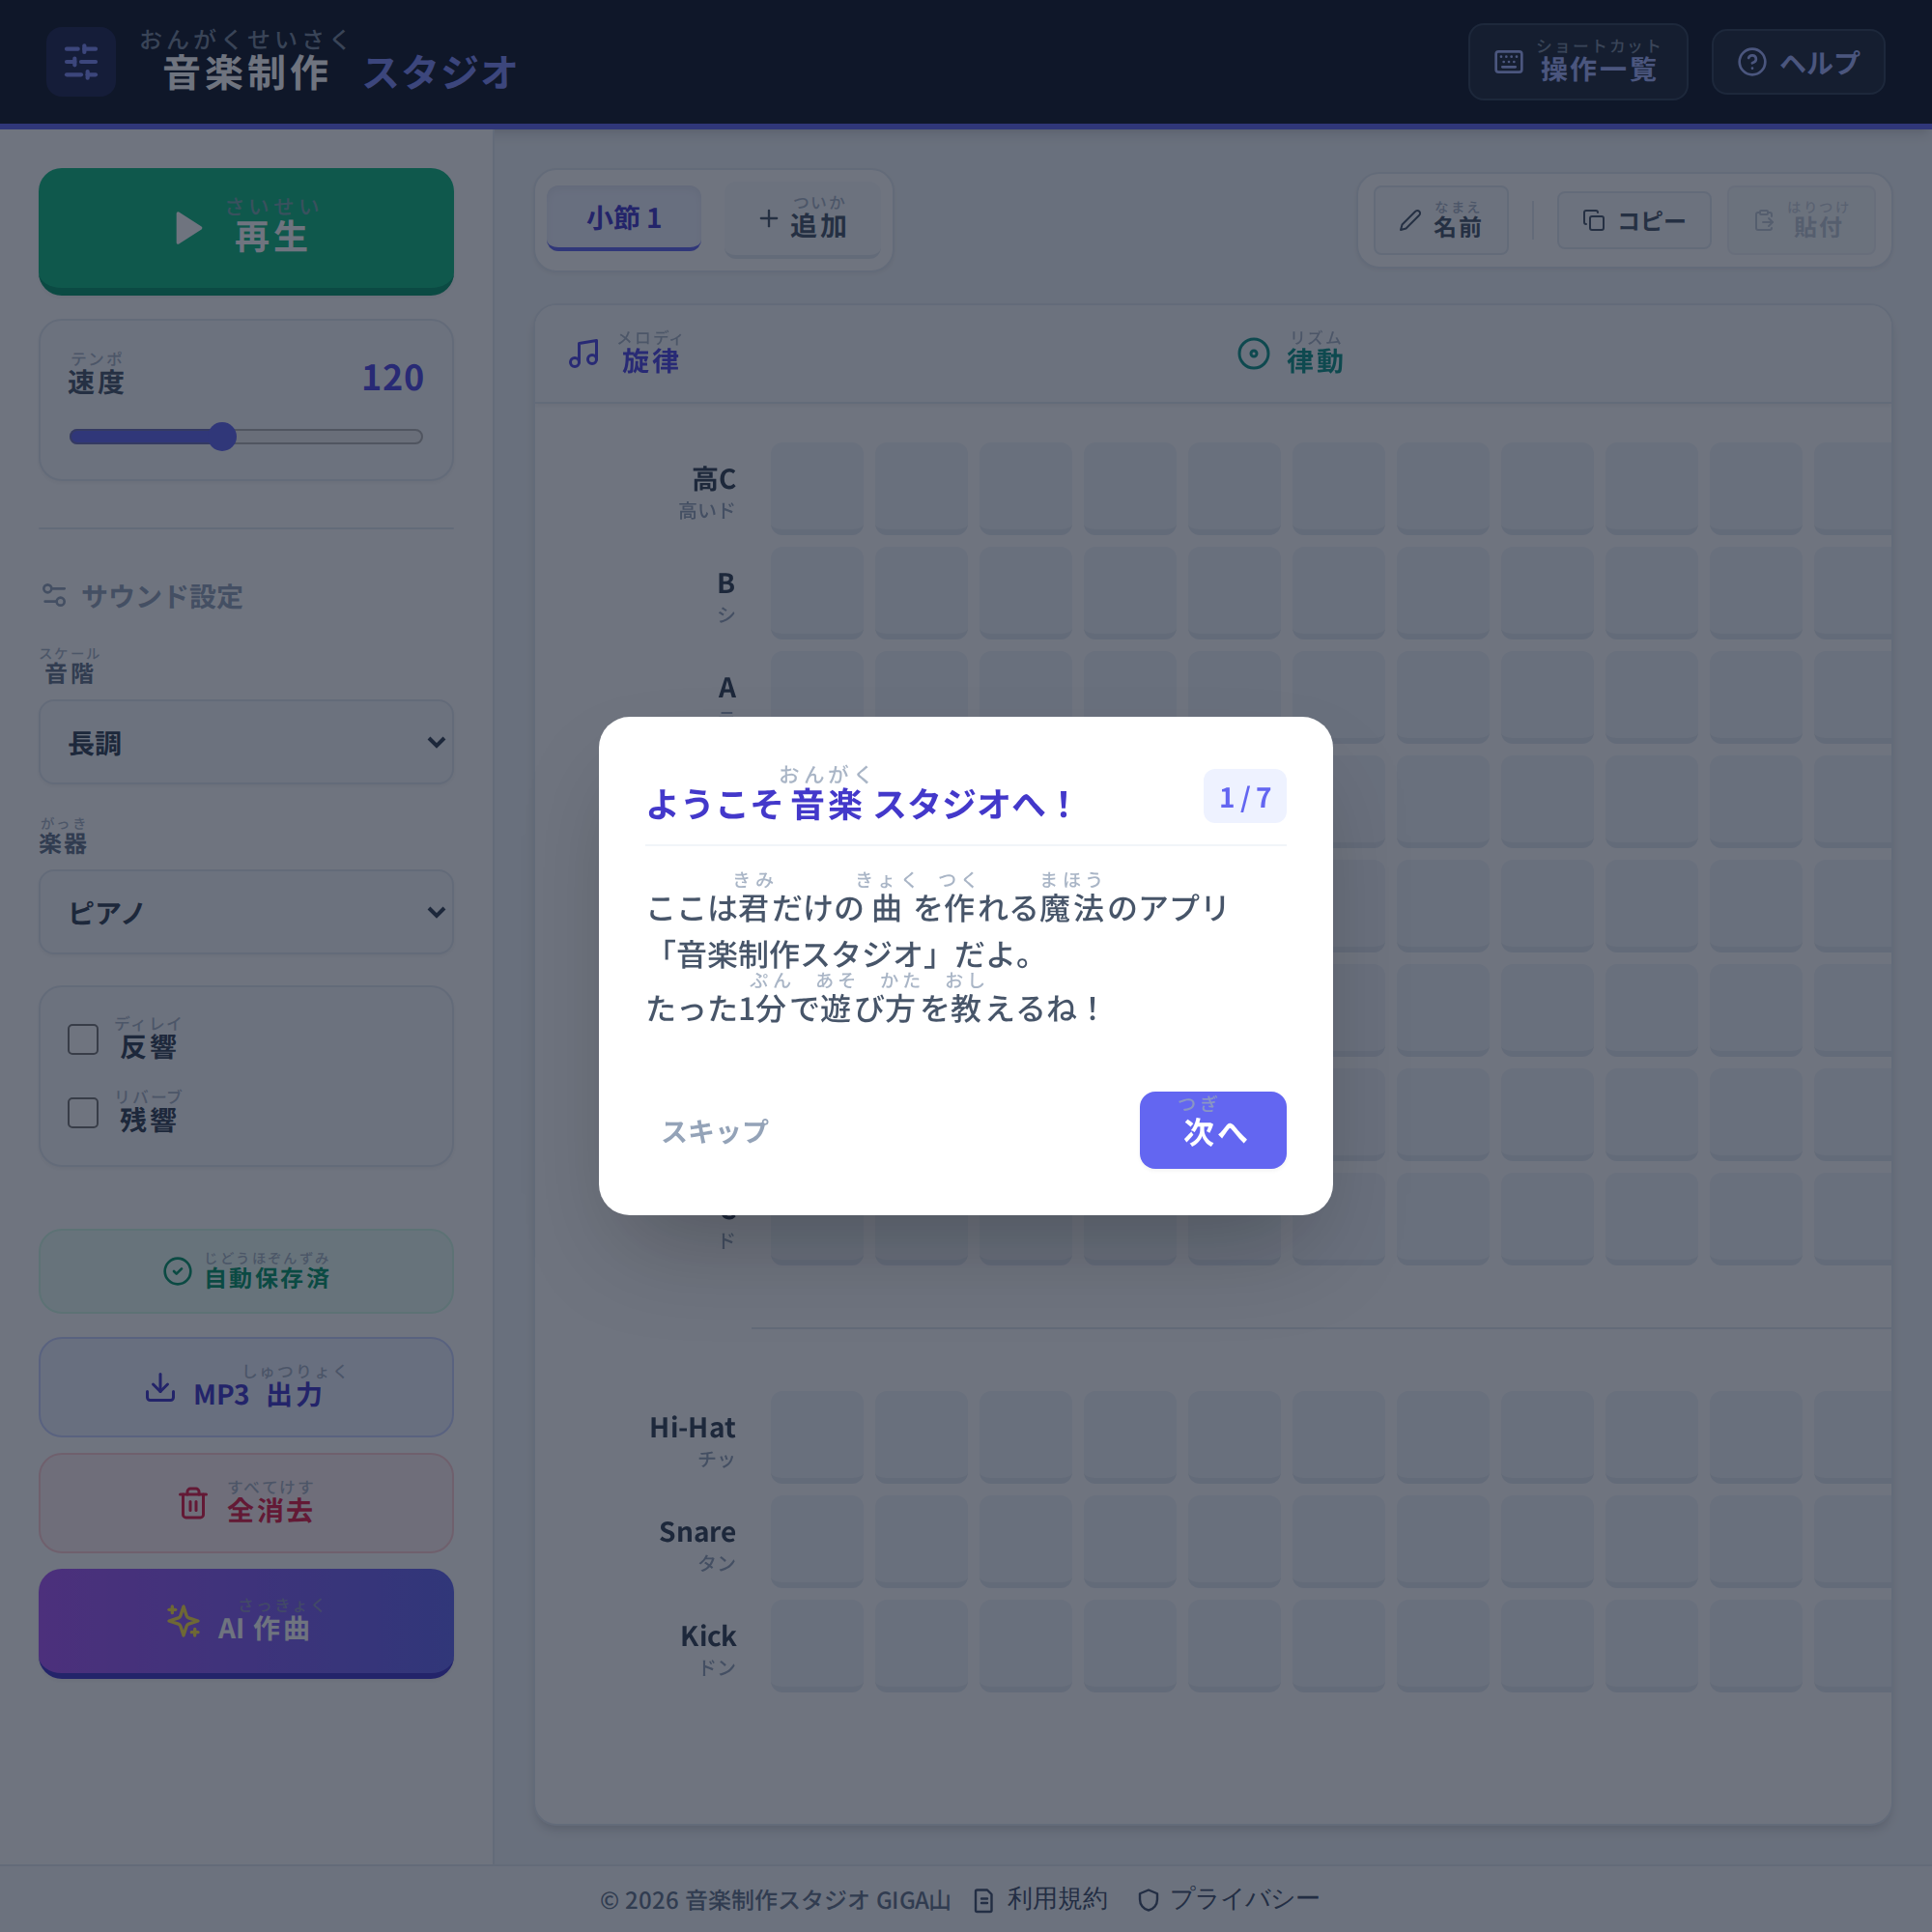 おんがくせいさく
音楽制作 スタジオ
ショートカット
操作一覧
ヘルプ
さいせい
再生
テンポ
速度
120
サウンド設定
スケール
音階
長調
がっき
楽器
ピアノ
ディレイ
反響
リバーブ
残響
じどうほぞんずみ
自動保存済
しゅつりょく
MP3 出力
すべてけす
全消去
さっきょく
AI 作曲
小節 1
ついか
追加
なまえ
名前
コピー
はりつけ
貼付
メロディ
旋律
リズム
律動
高C
高いド
B
シ
A
おんがく
ようこそ 音楽 スタジオへ！
1 / 7
きみ きょく つく まほう
ここは君だけの 曲 を作れる魔法のアプリ
「音楽制作スタジオ」だよ。
ぷん あそ かた おし
たった1分で遊び方を教えるね！
スキップ
つぎ
次へ
ド
Hi-Hat
チッ
Snare
タン
Kick
ドン
© 2026 音楽制作スタジオ GIGA山 利用規約 プライバシー